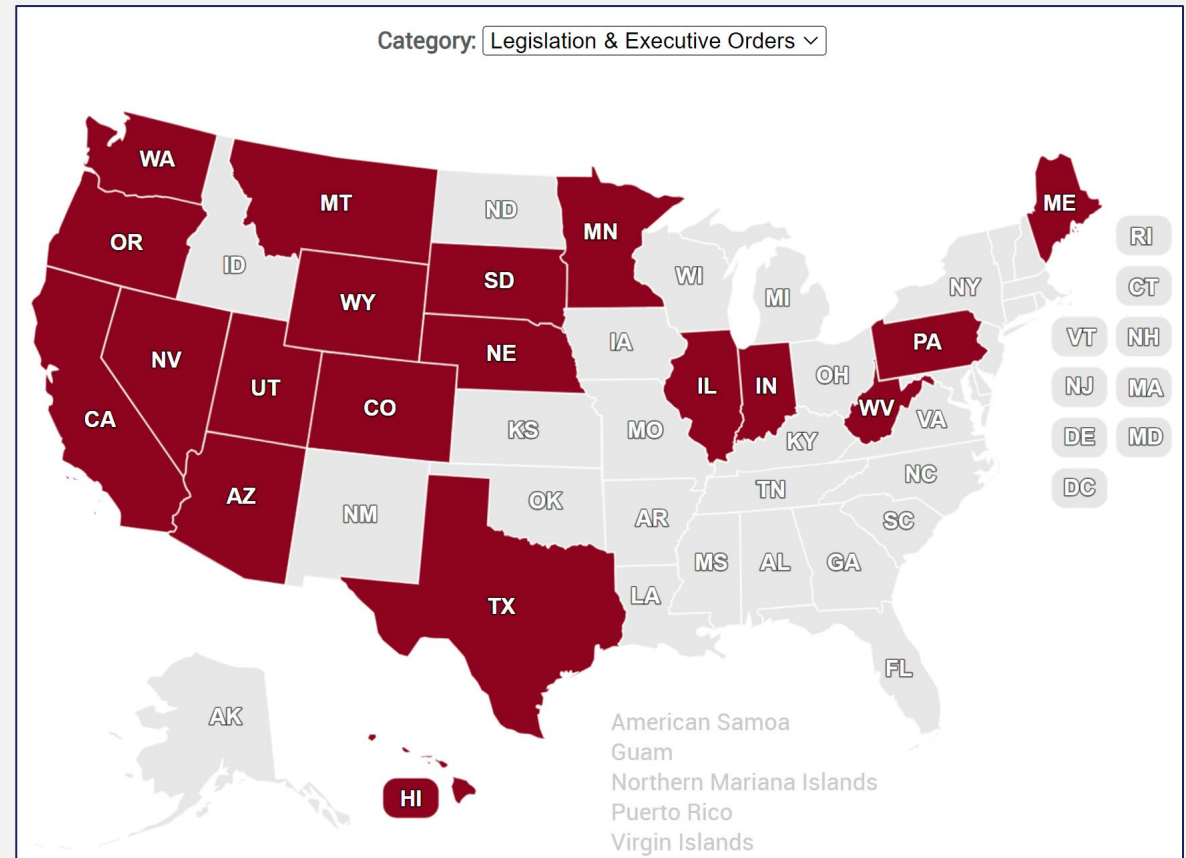 Category: Legislation & Executive Orders
WA
MT
ND
MN
ME
OR
ID
SD
WI
MI
NY
RI
WY
CT
NV
NE
IA
PA
VT
NH
UT
CO
IL
IN
OH
NJ
MA
CA
KS
MO
WV
VA
KY
DE
MD
AZ
NM
OK
AR
TN
NC
DC
SC
MS
AL
GA
TX
LA
FL
AK
HI
American Samoa
Guam
Northern Mariana Islands
Puerto Rico
Virgin Islands